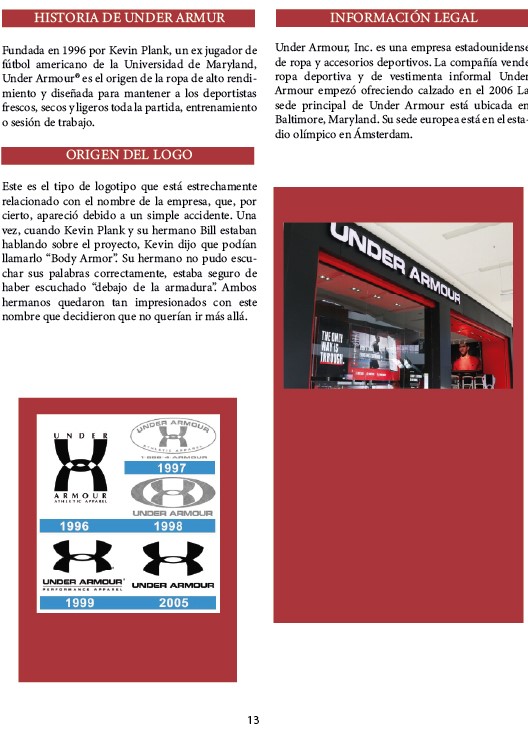 HISTORIA DE UNDER ARMUR
Fundada en 1996 por Kevin Plank, un ex jugador de
fútbol americano de la Universidad de Maryland,
Under Armour® es el origen de la ropa de alto rendi-
miento y diseñada para mantener a los deportistas
frescos, secos y ligeros toda la partida, entrenamiento
o sesión de trabajo.
ORIGEN DEL LOGO
Este es el tipo de logotipo que está estrechamente
relacionado con el nombre de la empresa, que, por
cierto, apareció debido a un simple accidente. Una
vez, cuando Kevin Plank y su hermano Bill estaban
hablando sobre el proyecto, Kevin dijo que podían
llamarlo “Body Armor”. Su hermano no pudo escu-
char sus palabras correctamente, estaba seguro de
haber escuchado “debajo de la armadura”. Ambos
hermanos quedaron tan impresionados con este
nombre que decidieron que no querían ir más allá.
UNDER
ARMOUR
ATHLETIC APPAREL
1996
UNDER ARMOUR
ATHLETIC APPAREL
1-888-4-ARMOUR
1997
UNDER ARMOUR
1998
UNDER ARMOUR
PERFORMANCE APPAREL
1999
UNDER ARMOUR
2005
INFORMACIÓN LEGAL
Under Armour, Inc. es una empresa estadounidense
de ropa y accesorios deportivos. La compañía vende
ropa deportiva y de vestimenta informal Under
Armour empezó ofreciendo calzado en el 2006 La
sede principal de Under Armour está ubicada en
Baltimore, Maryland. Su sede europea está en el esta-
dio olímpico en Ámsterdam.
UNDER ARMOUR
THE ONLY
WAY IS
THROUGH.
13